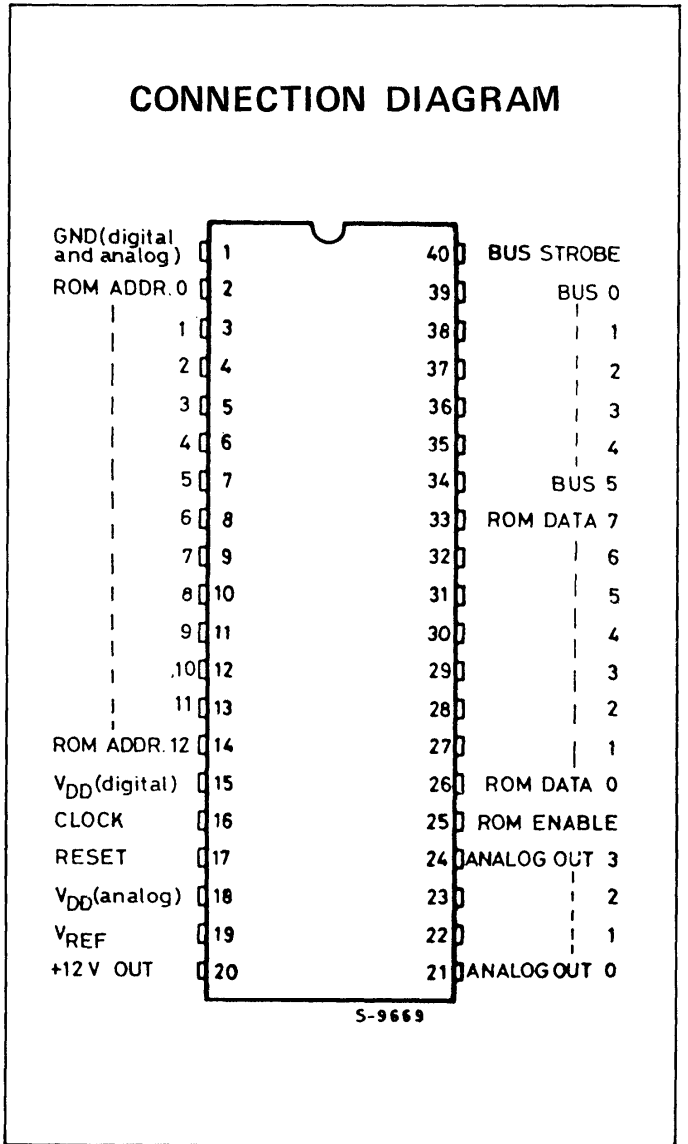 CONNECTION DIAGRAM
GND(digital
and analog) 1 40 BUS STROBE
ROM ADDR.0 2 39 BUS 0
1 3 38 1
2 4 37 2
3 5 36 3
4 6 35 4
5 7 34 BUS 5
6 8 33 ROM DATA 7
7 9 32 6
8 10 31 5
9 11 30 4
.10 12 29 3
11 13 28 2
ROM ADDR.12 14 27 1
VDD(digital) 15 26 ROM DATA 0
CLOCK 16 25 ROM ENABLE
RESET 17 24 ANALOG OUT 3
VDD(analog) 18 23 2
VREF 19 22 1
+12 V OUT 20 21 ANALOG OUT 0
S-9669